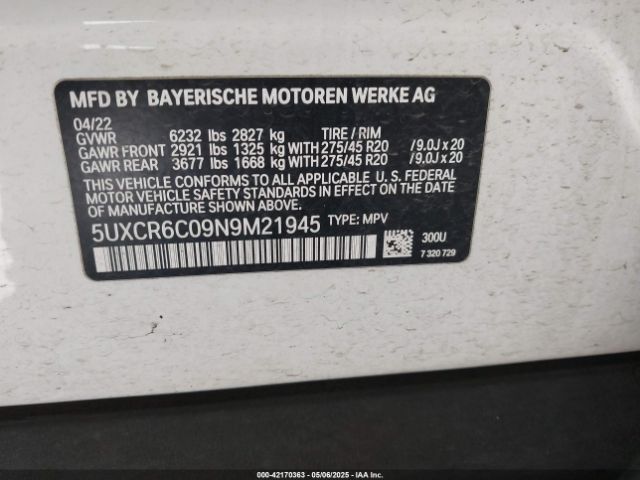 MFD BY BAYERISCHE MOTOREN WERKE AG
04/22
GVWR 6232 lbs 2827 kg TIRE / RIM
GAWR FRONT 2921 lbs 1325 kg WITH 275/45 R20 /9.0J x 20
GAWR REAR 3677 lbs 1668 kg WITH 275/45 R20 /9.0J x 20
THIS VEHICLE CONFORMS TO ALL APPLICABLE U. S. FEDERAL
MOTOR VEHICLE SAFETY STANDARDS IN EFFECT ON THE DATE
OF MANUFACTURE SHOWN ABOVE.
5UXCR6C09N9M21945 TYPE: MPV
300U
7 320 729
000-42170363 - 05/06/2025 - IAA Inc.